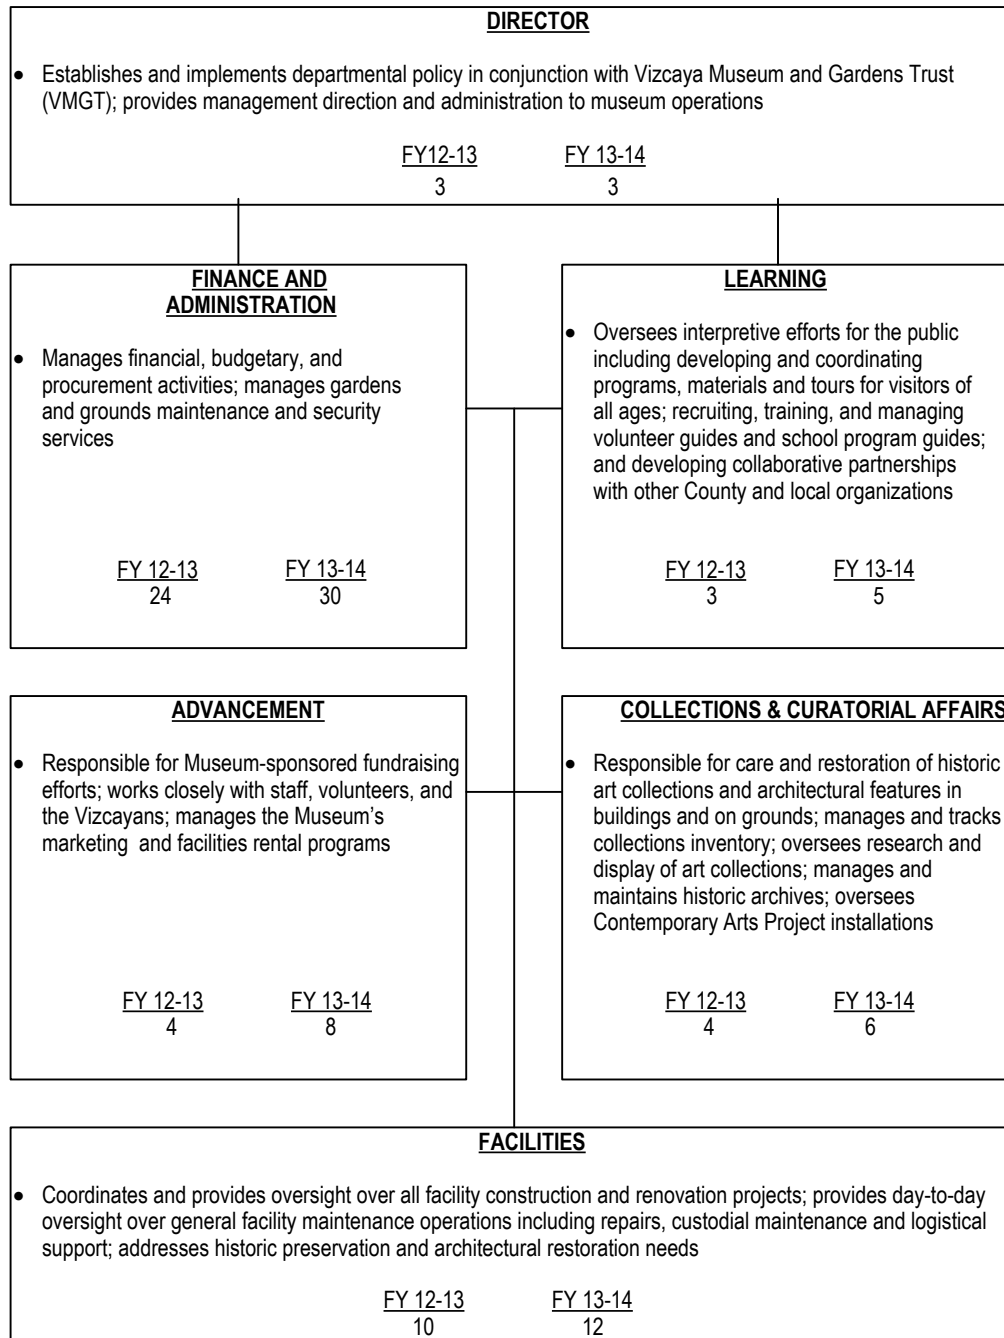 DIRECTOR
• Establishes and implements departmental policy in conjunction with Vizcaya Museum and Gardens Trust
(VMGT); provides management direction and administration to museum operations
FY12-13 FY 13-14
3 3
FINANCE AND
ADMINISTRATION
• Manages financial, budgetary, and
procurement activities; manages gardens
and grounds maintenance and security
services
FY 12-13 FY 13-14
24 30
LEARNING
• Oversees interpretive efforts for the public
including developing and coordinating
programs, materials and tours for visitors of
all ages; recruiting, training, and managing
volunteer guides and school program guides;
and developing collaborative partnerships
with other County and local organizations
FY 12-13 FY 13-14
3 5
ADVANCEMENT
• Responsible for Museum-sponsored fundraising
efforts; works closely with staff, volunteers, and
the Vizcayans; manages the Museum’s
marketing and facilities rental programs
FY 12-13 FY 13-14
4 8
COLLECTIONS & CURATORIAL AFFAIRS
• Responsible for care and restoration of historic
art collections and architectural features in
buildings and on grounds; manages and tracks
collections inventory; oversees research and
display of art collections; manages and
maintains historic archives; oversees
Contemporary Arts Project installations
FY 12-13 FY 13-14
4 6
FACILITIES
• Coordinates and provides oversight over all facility construction and renovation projects; provides day-to-day
oversight over general facility maintenance operations including repairs, custodial maintenance and logistical
support; addresses historic preservation and architectural restoration needs
FY 12-13 FY 13-14
10 12